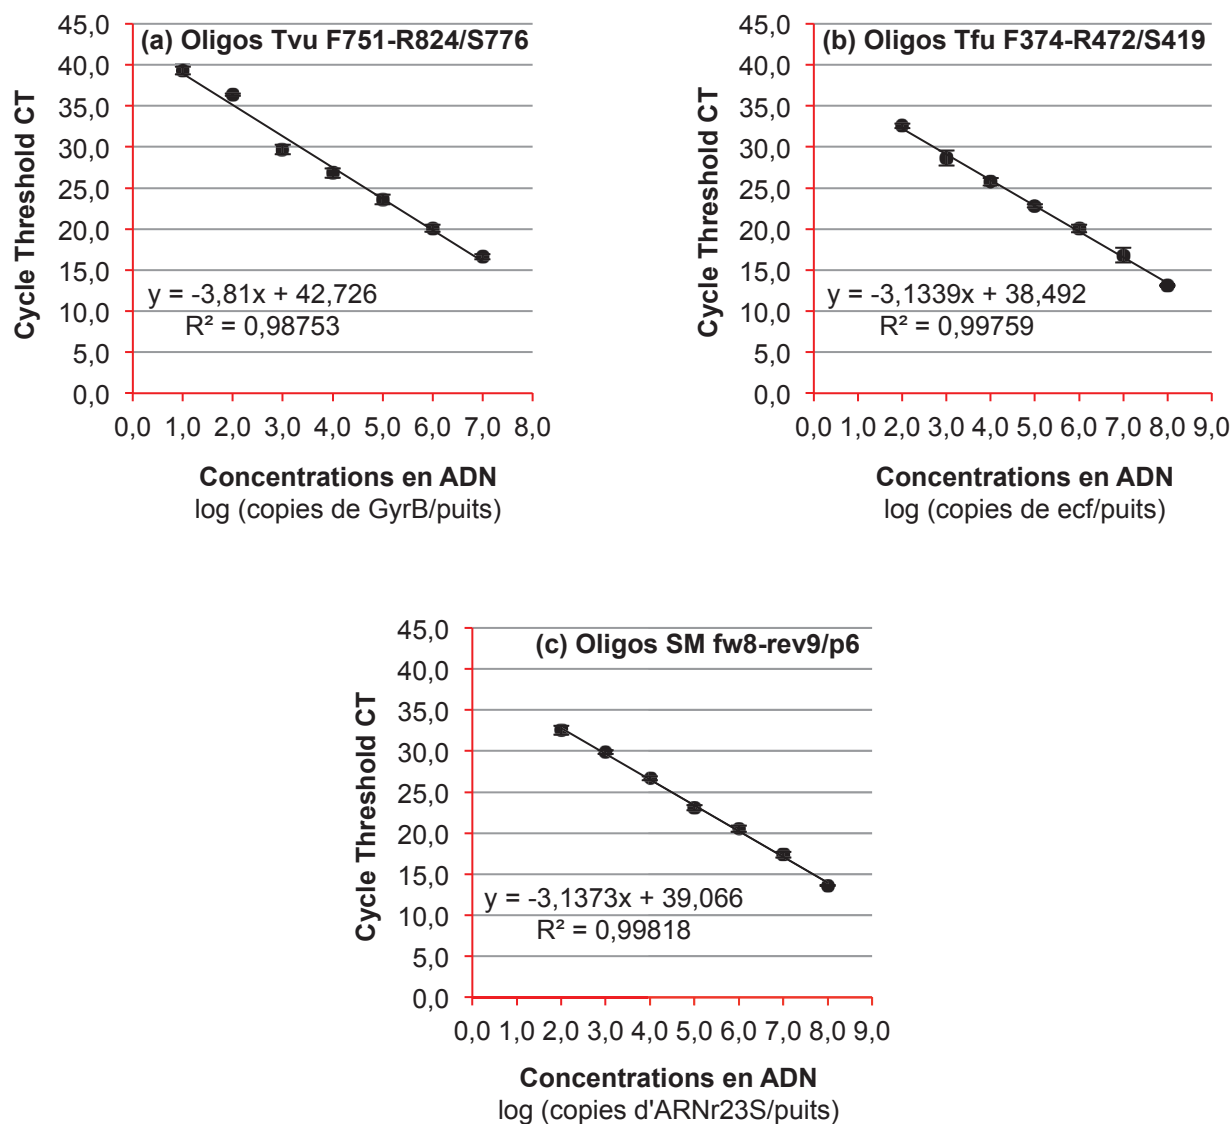 (a) Oligos Tvu F751-R824/S776
Cycle Threshold CT
45,0
40,0
35,0
30,0
25,0
20,0
15,0
10,0
5,0
0,0
y = -3,81x + 42,726
R² = 0,98753
0,0 1,0 2,0 3,0 4,0 5,0 6,0 7,0 8,0
Concentrations en ADN
log (copies de GyrB/puits)
(b) Oligos Tfu F374-R472/S419
Cycle Threshold CT
45,0
40,0
35,0
30,0
25,0
20,0
15,0
10,0
5,0
0,0
y = -3,1339x + 38,492
R² = 0,99759
0,0 1,0 2,0 3,0 4,0 5,0 6,0 7,0 8,0 9,0
Concentrations en ADN
log (copies de ecf/puits)
(c) Oligos SM fw8-rev9/p6
Cycle Threshold CT
45,0
40,0
35,0
30,0
25,0
20,0
15,0
10,0
5,0
0,0
y = -3,1373x + 39,066
R² = 0,99818
0,0 1,0 2,0 3,0 4,0 5,0 6,0 7,0 8,0 9,0
Concentrations en ADN
log (copies d'ARNr23S/puits)